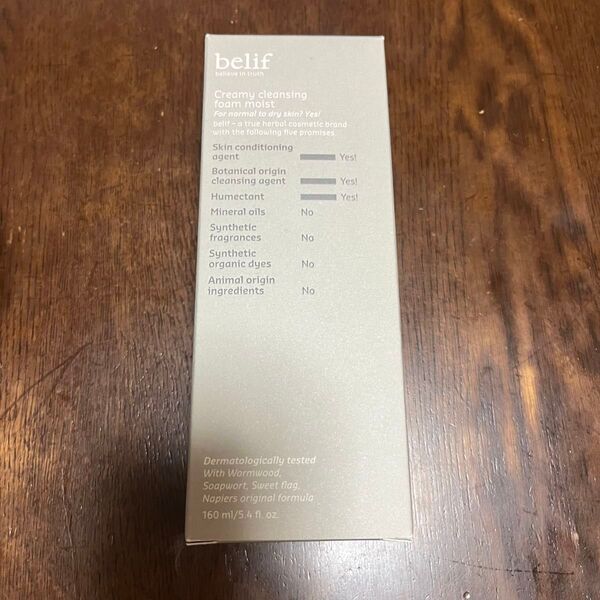 belif
believe in truth
Creamy cleansing
foam moist
For normal to dry skin? Yes!
belif - a true herbal cosmetic brand
with the following five promises
Skin conditioning
agent Yes!
Botanical origin
cleansing agent Yes!
Humectant Yes!
Mineral oils No
Synthetic
fragrances No
Synthetic
organic dyes No
Animal origin
ingredients No
Dermatologically tested
With Wormwood,
Soapwort, Sweet flag,
Napiers original formula
160 ml/5.4 fl. oz.